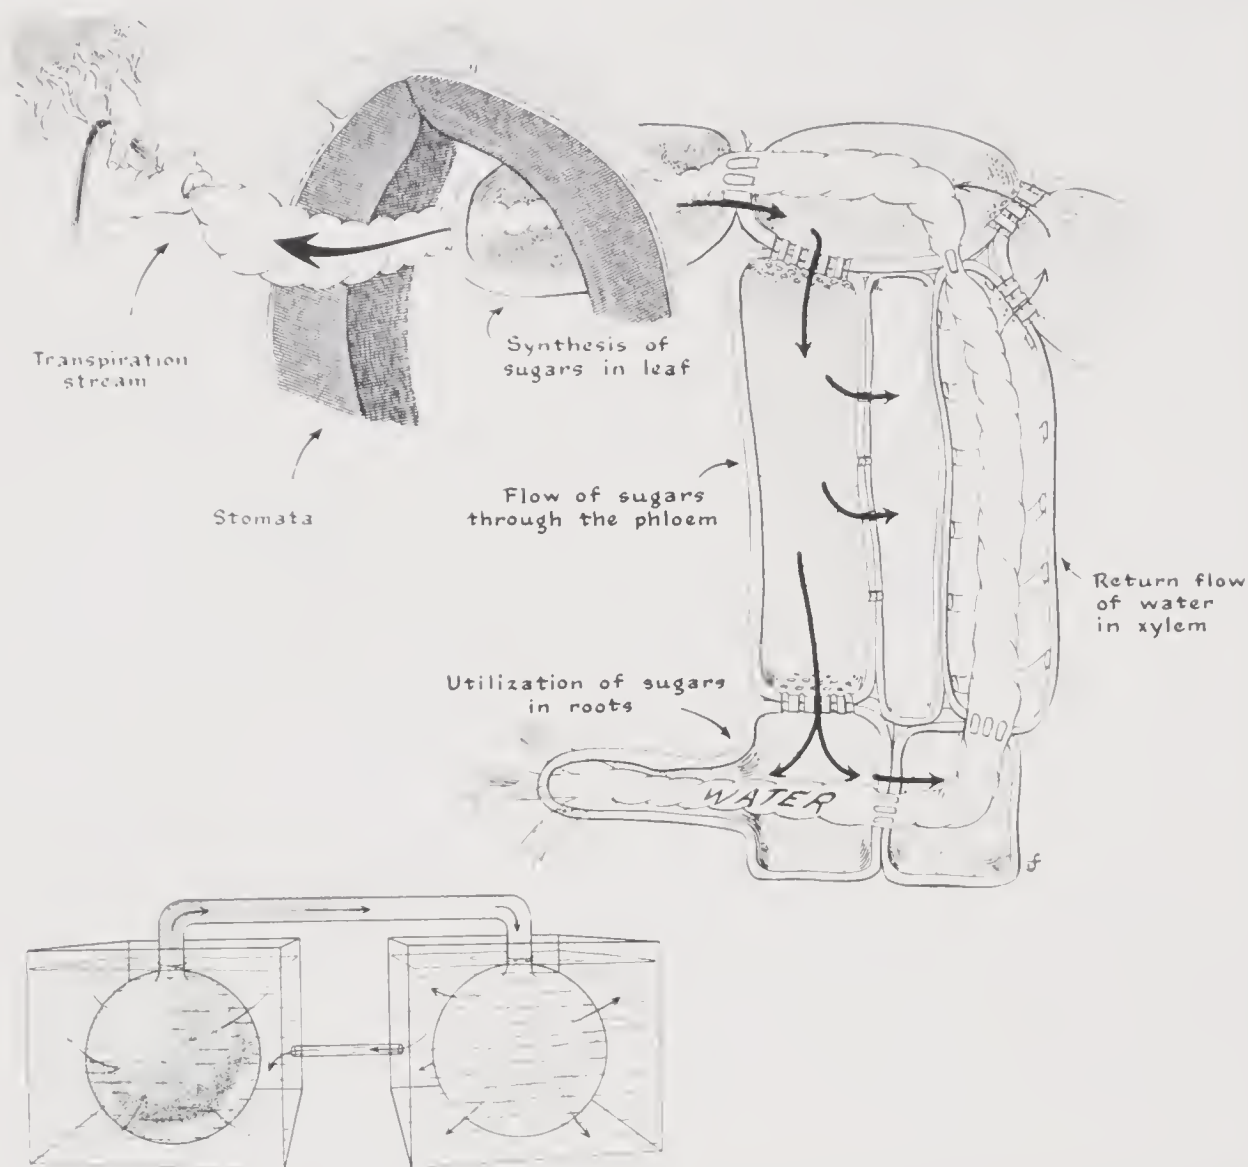 Transpiration
stream
Stomata
Synthesis of
sugars in leaf
Flow of sugars
through the phloem
Return flow
of water
in xylem
Utilization of sugars
in roots
WATER
f